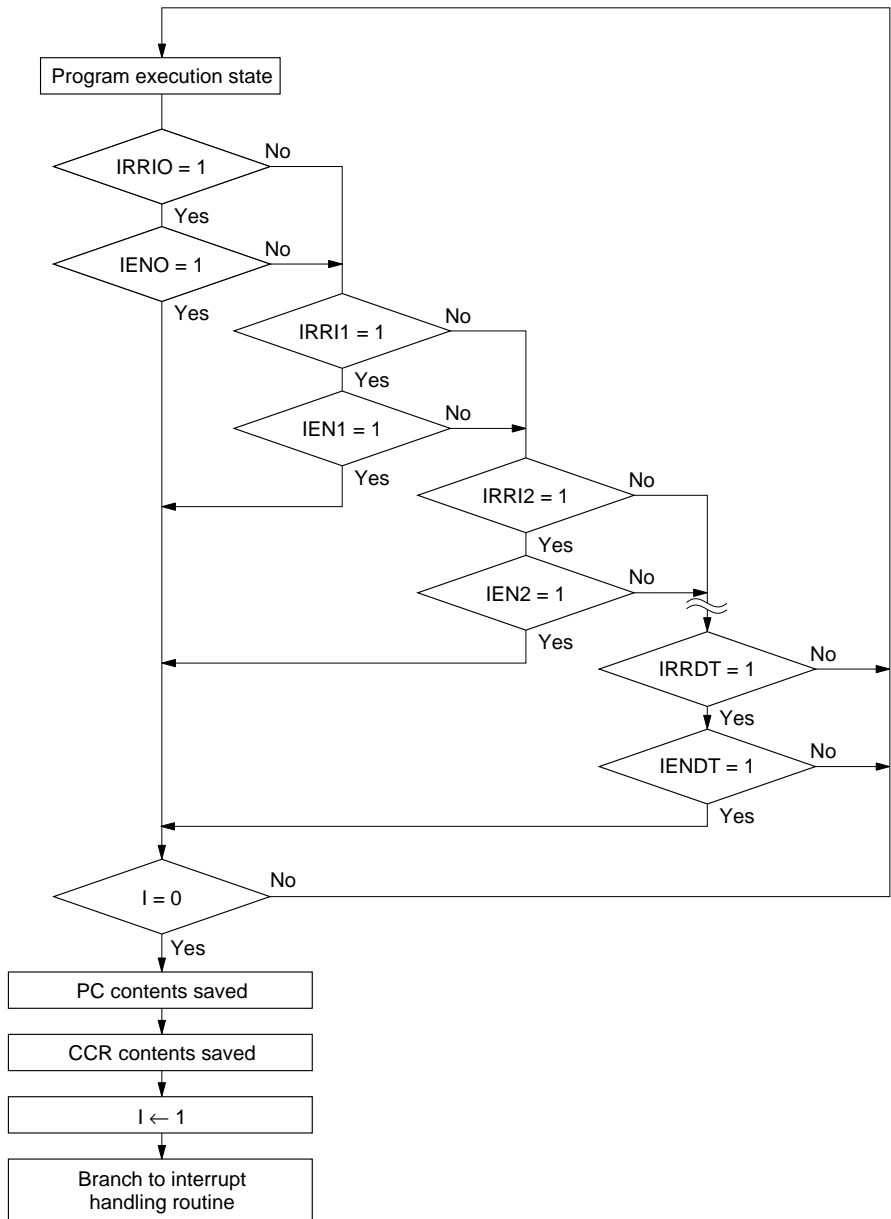 Program execution state
IRRIO = 1
No
Yes
IENO = 1
No
Yes
IRRI1 = 1
No
Yes
IEN1 = 1
No
Yes
IRRI2 = 1
No
Yes
IEN2 = 1
No
Yes
IRRDT = 1
No
Yes
IENDT = 1
No
Yes
I = 0
No
Yes
PC contents saved
CCR contents saved
I ← 1
Branch to interrupt
handling routine